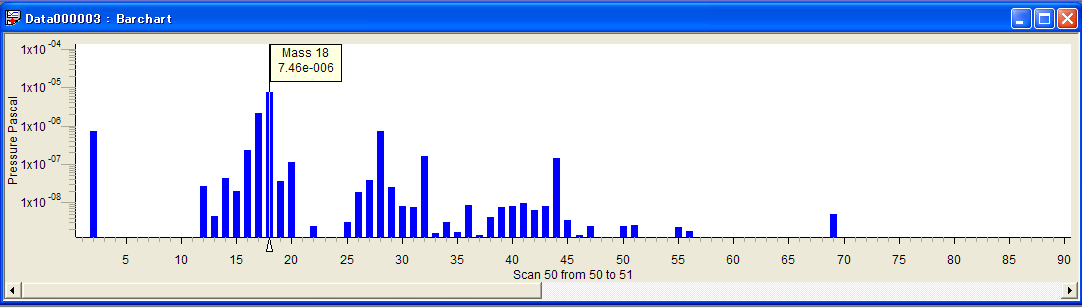 Data000003 : Barchart
Mass 18
7.46e-006
Pressure Pascal
1x10 -04
1x10 -05
1x10 -06
1x10 -07
1x10 -08
5 10 15 20 25 30 35 40 45 50 55 60 65 70 75 80 85 90
Scan 50 from 50 to 51